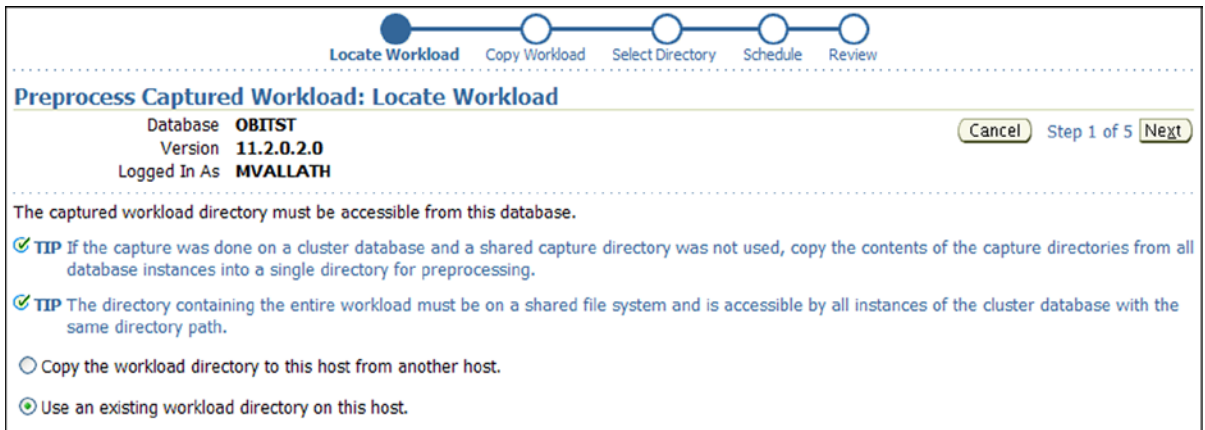 Locate Workload Copy Workload Select Directory Schedule Review
Preprocess Captured Workload: Locate Workload
Database OBITST
Cancel Step 1 of 5 Next
Version 11.2.0.2.0
Logged In As MVALLATH
The captured workload directory must be accessible from this database.
TIP If the capture was done on a cluster database and a shared capture directory was not used, copy the contents of the capture directories from all
database instances into a single directory for preprocessing.
TIP The directory containing the entire workload must be on a shared file system and is accessible by all instances of the cluster database with the
same directory path.
Copy the workload directory to this host from another host.
Use an existing workload directory on this host.